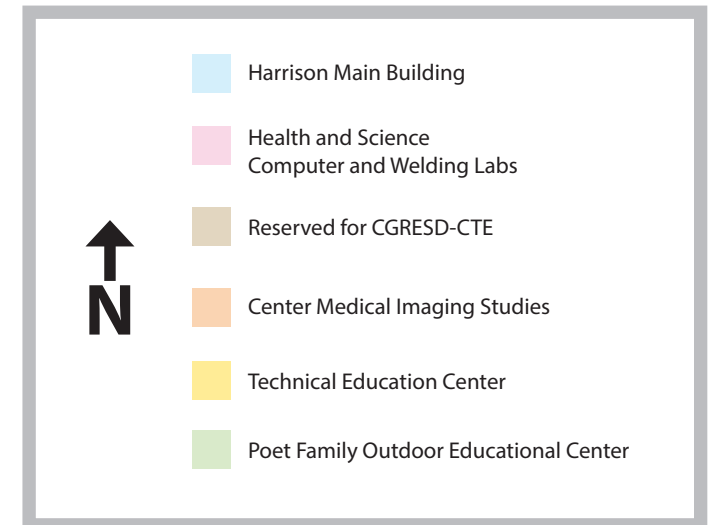 Harrison Main Building
Health and Science
Computer and Welding Labs
Reserved for CGRESD-CTE
N
Center Medical Imaging Studies
Technical Education Center
Poet Family Outdoor Educational Center